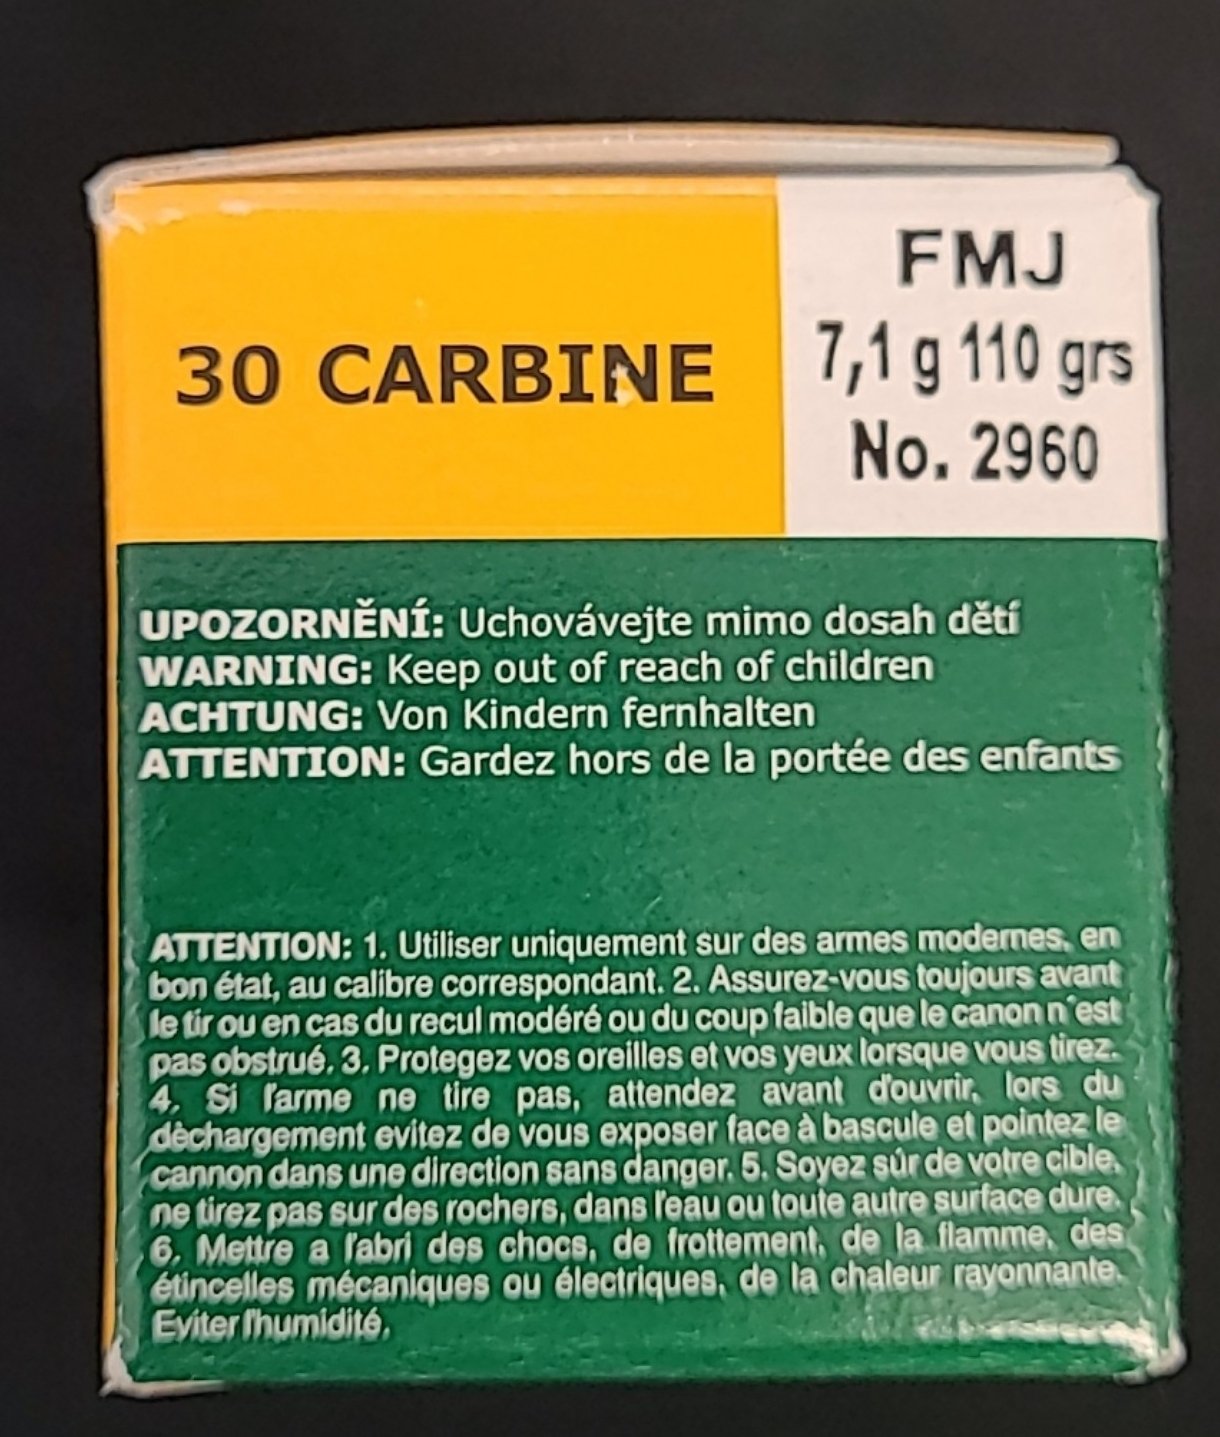 30 CARBINE
FMJ
7,1 g 110 grs
No. 2960
UPOZORNĚNÍ: Uchovávejte mimo dosah dětí
WARNING: Keep out of reach of children
ACHTUNG: Von Kindern fernhalten
ATTENTION: Gardez hors de la portée des enfants
ATTENTION: 1. Utiliser uniquement sur des armes modernes, en
bon état, au calibre correspondant. 2. Assurez-vous toujours avant
le tir ou en cas du recul modéré ou du coup faible que le canon n´est
pas obstrué. 3. Protegez vos oreilles et vos yeux lorsque vous tirez.
4. Si l'arme ne tire pas, attendez avant d'ouvrir, lors du
dèchargement evitez de vous exposer face à bascule et pointez le
cannon dans une direction sans danger. 5. Soyez súr de votre cible,
ne tirez pas sur des rochers, dans l'eau ou toute autre surface dure.
6. Mettre a l'abri des chocs, de frottement, de la flamme, des
étincelles mécaniques ou électriques, de la chaleur rayonnante.
Eviter l'humidité.